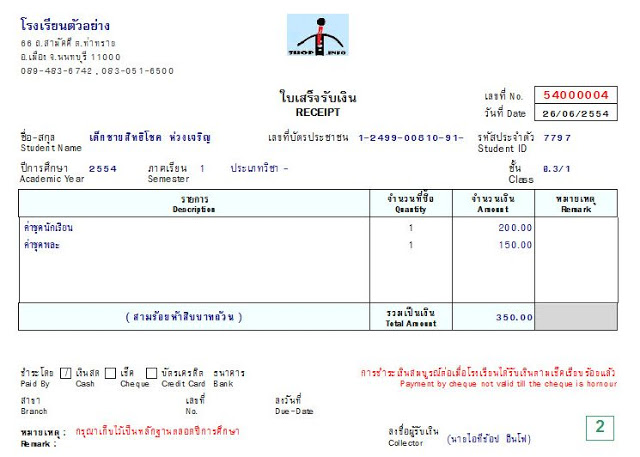 โรงเรียนตัวอย่าง
66 ถ.สามัคคี ต.ท่าทราย
อ.เมือง จ.นนทบุรี 11000
089-483-6742 , 083-051-6500
ใบเสร็จรับเงิน
RECEIPT
เลขที่ No. 54000004
วันที่ Date 26/06/2554
ชื่อ-สกุล เด็กชายสิทธิโชค ห่วงเจริญ เลขที่บัตรประชาชน 1-2499-00810-91- รหัสประจำตัว 7797
Student Name Student ID
ปีการศึกษา 2554 ภาคเรียน 1 ประเภทวิชา - ชั้น อ.3/1
Academic Year Semester Class
รายการ จำนวนที่ซื้อ จำนวนเงิน หมายเหตุ
Description Quantity Amount Remark
ค่าชุดนักเรียน 1 200.00
ค่าชุดพละ 1 150.00
( สามร้อยห้าสิบบาทถ้วน ) รวมเป็นเงิน 350.00
Total Amount
ชำระโดย / เงินสด เช็ค บัตรเครดิต ธนาคาร การชำระเงินสมบูรณ์ต่อเมื่อโรงเรียนได้รับเงินตามเช็คเรียบร้อยแล้ว
Paid By Cash Cheque Credit Card Bank Payment by cheque not valid till the cheque is honour
สาขา เลขที่ ลงวันที่
Branch No. Due-Date
หมายเหตุ : กรุณาเก็บไว้เป็นหลักฐานตลอดปีการศึกษา ลงชื่อผู้รับเงิน (นายไอทีช้อป อินโฟ) 2
Remark : Collector